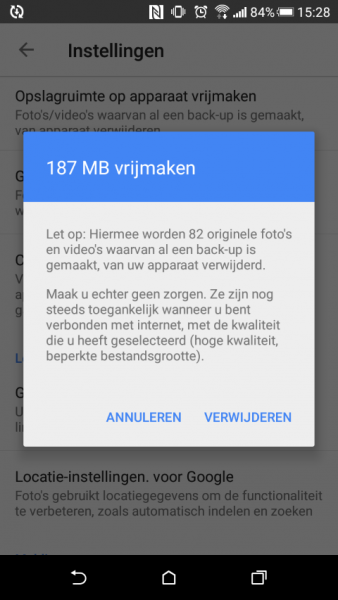 84% 15:28
Instellingen
Opslagruimte op apparaat vrijmaken
Foto's/video's waarvan al een back-up is gemaakt,
van apparaat verwijderen
187 MB vrijmaken
Let op: Hiermee worden 82 originele foto's
en video's waarvan al een back-up is
gemaakt, van uw apparaat verwijderd.
Maak u echter geen zorgen. Ze zijn nog
steeds toegankelijk wanneer u bent
verbonden met internet, met de kwaliteit
die u heeft geselecteerd (hoge kwaliteit,
beperkte bestandsgrootte).
ANNULEREN VERWIJDEREN
Locatie-instellingen. voor Google
Foto's gebruikt locatiegegevens om de functionaliteit
te verbeteren, zoals automatisch indelen en zoeken